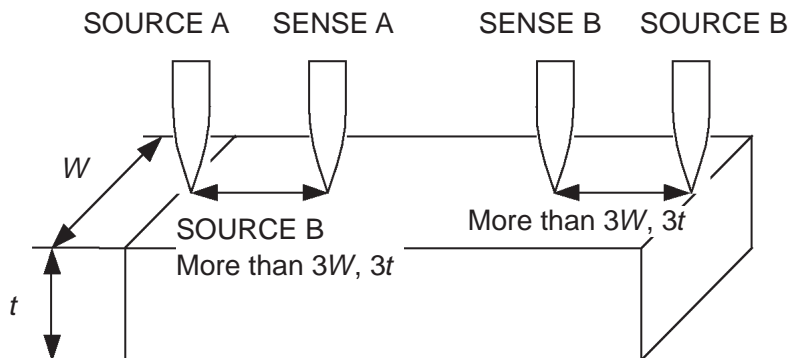 SOURCE A SENSE A SENSE B SOURCE B
W
SOURCE B
More than 3W, 3t
More than 3W, 3t
t